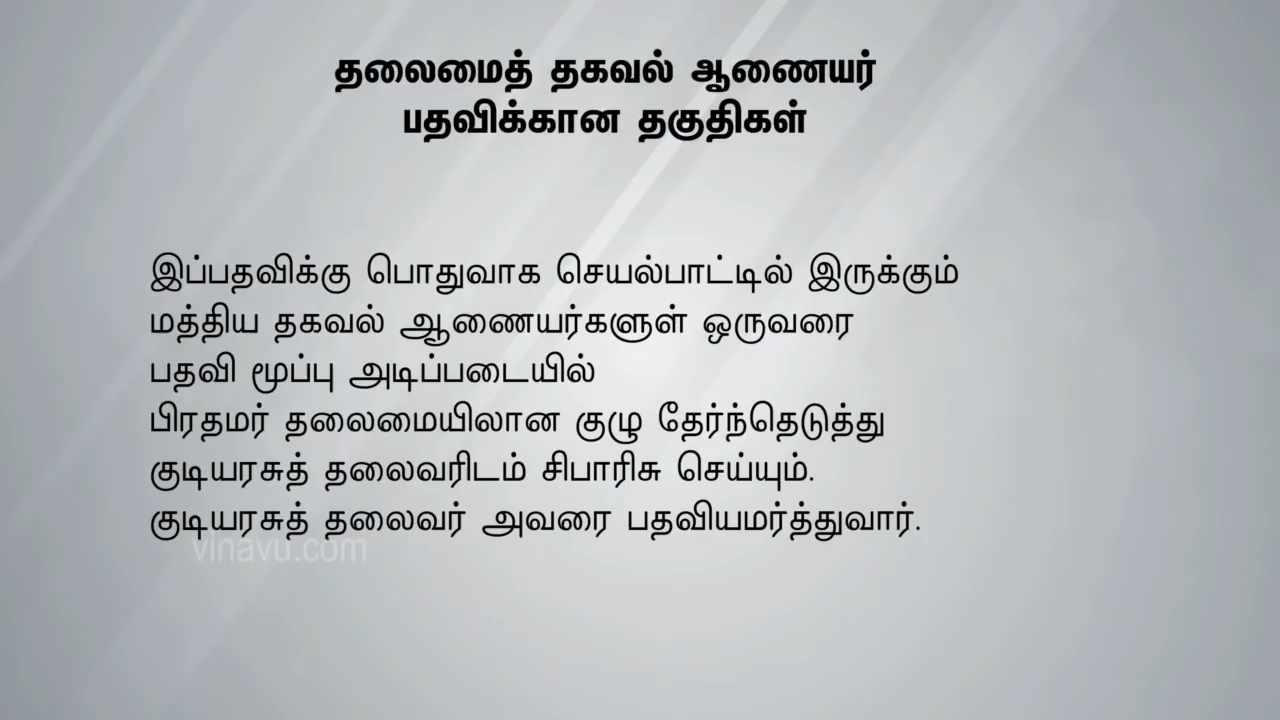 தலைமைத் தகவல் ஆணையர்
பதவிக்கான தகுதிகள்
இப்பதவிக்கு பொதுவாக செயல்பாட்டில் இருக்கும்
மத்திய தகவல் ஆணையர்களுள் ஒருவரை
பதவி மூப்பு அடிப்படையில்
பிரதமர் தலைமையிலான குழு தேர்ந்தெடுத்து
குடியரசுத் தலைவரிடம் சிபாரிசு செய்யும்.
குடியரசுத் தலைவர் அவரை பதவியமர்த்துவார்.
vinavu.com